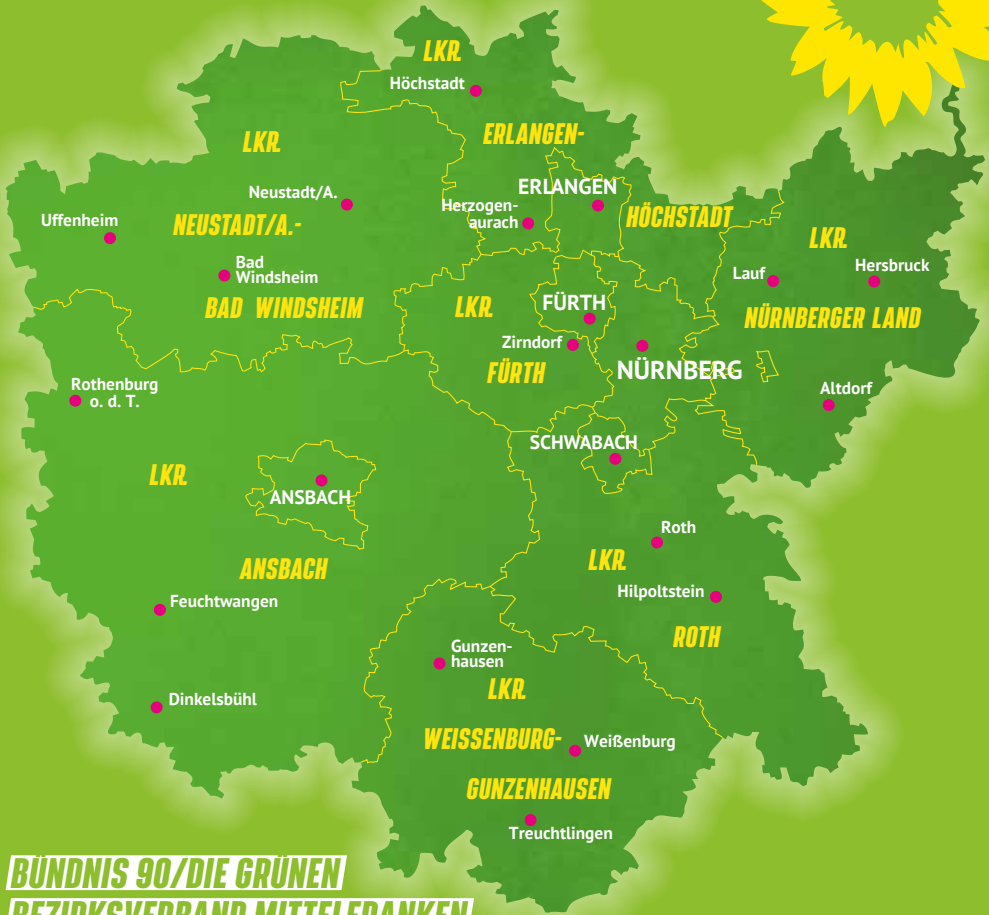 LKR.
Höchstadt
ERLANGEN-
LKR.
ERLANGEN
Neustadt/A.
Herzogen-
aurach
HÖCHSTADT
Uffenheim
NEUSTADT/A.-
LKR.
Bad
Windsheim
Lauf
Hersbruck
BAD WINDSHEIM
LKR.
FÜRTH
NÜRNBERGER LAND
Zirndorf
FÜRTH
NÜRNBERG
Rothenburg
o. d. T.
Altdorf
SCHWABACH
LKR.
ANSBACH
Roth
LKR.
ANSBACH
Hilpoltstein
Feuchtwangen
ROTH
Gunzen-
hausen
LKR.
Dinkelsbühl
WEISSENBURG-
Weißenburg
GUNZENHAUSEN
Treuchtlingen
BÜNDNIS 90/DIE GRÜNEN
BEZIRKSVERBAND MITTELFRANKEN